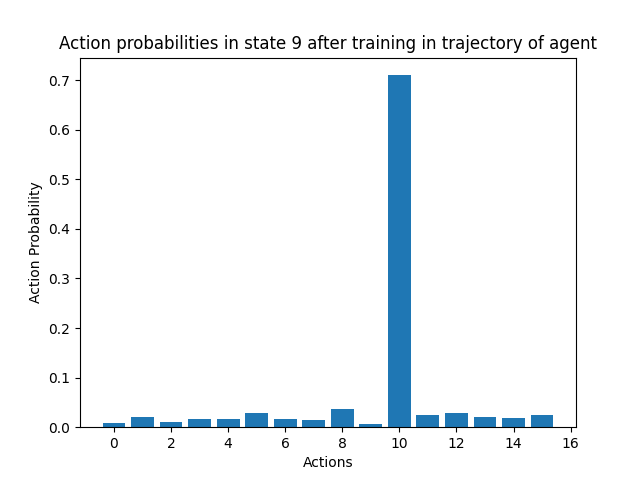 Action probabilities in state 9 after training in trajectory of agent
0.7
0.6
0.5
0.4
0.3
0.2
0.1
0.0
Action Probability
0 2 4 6 8 10 12 14 16
Actions